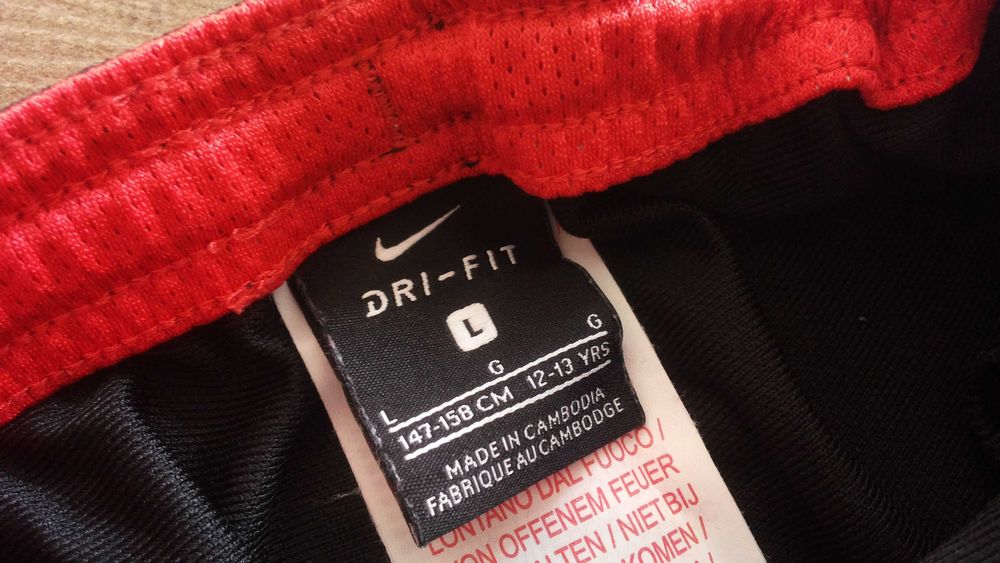 DRI-FIT
L
L G G
147-158 CM 12-13 YRS
MADE IN CAMBODIA
FABRIQUE AU CAMBODGE
LONTANO DAL FUOCO /
VON OFFENEM FEUER
TEN / NIET BIJ
KOMEN /